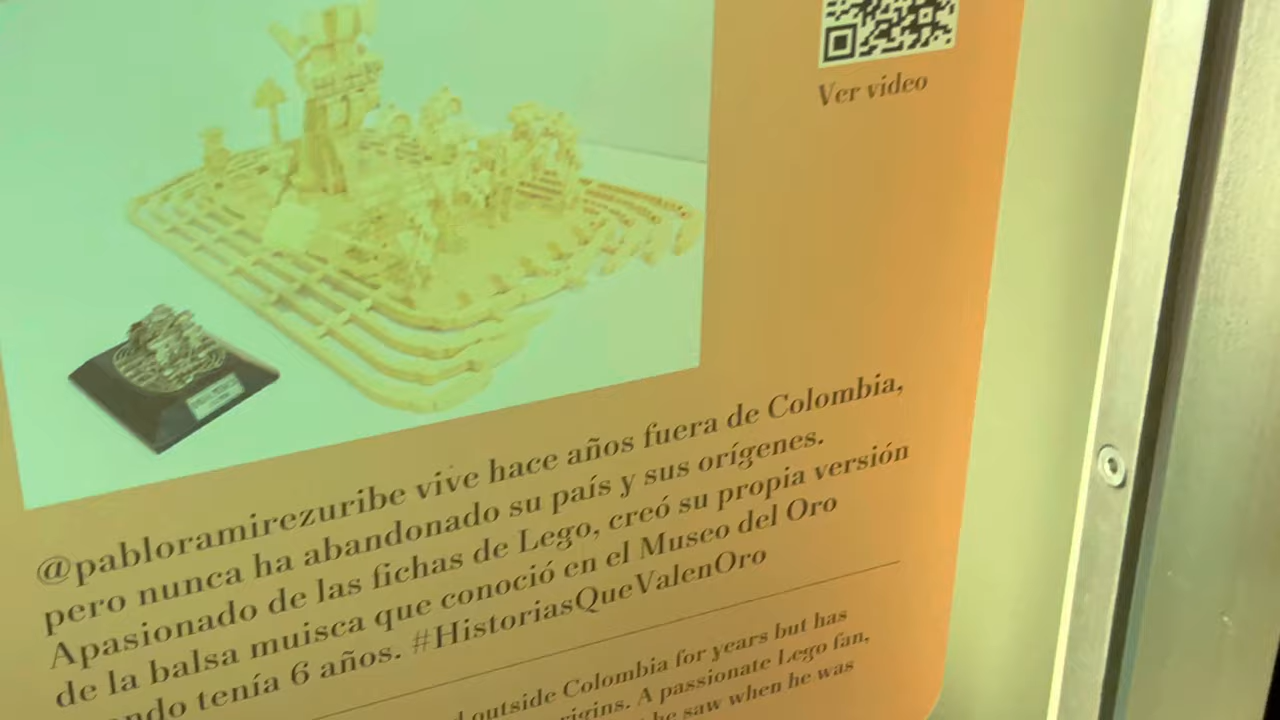 Ver video
@pabloramirezuribe vive hace años fuera de Colombia,
pero nunca ha abandonado su país y sus orígenes.
Apasionado de las fichas de Lego, creó su propia versión
de la balsa muisca que conoció en el Museo del Oro
tenía 6 años. #HistoriasQueValenOro
outside Colombia for years but has
A passionate Lego fan,
he saw when he was